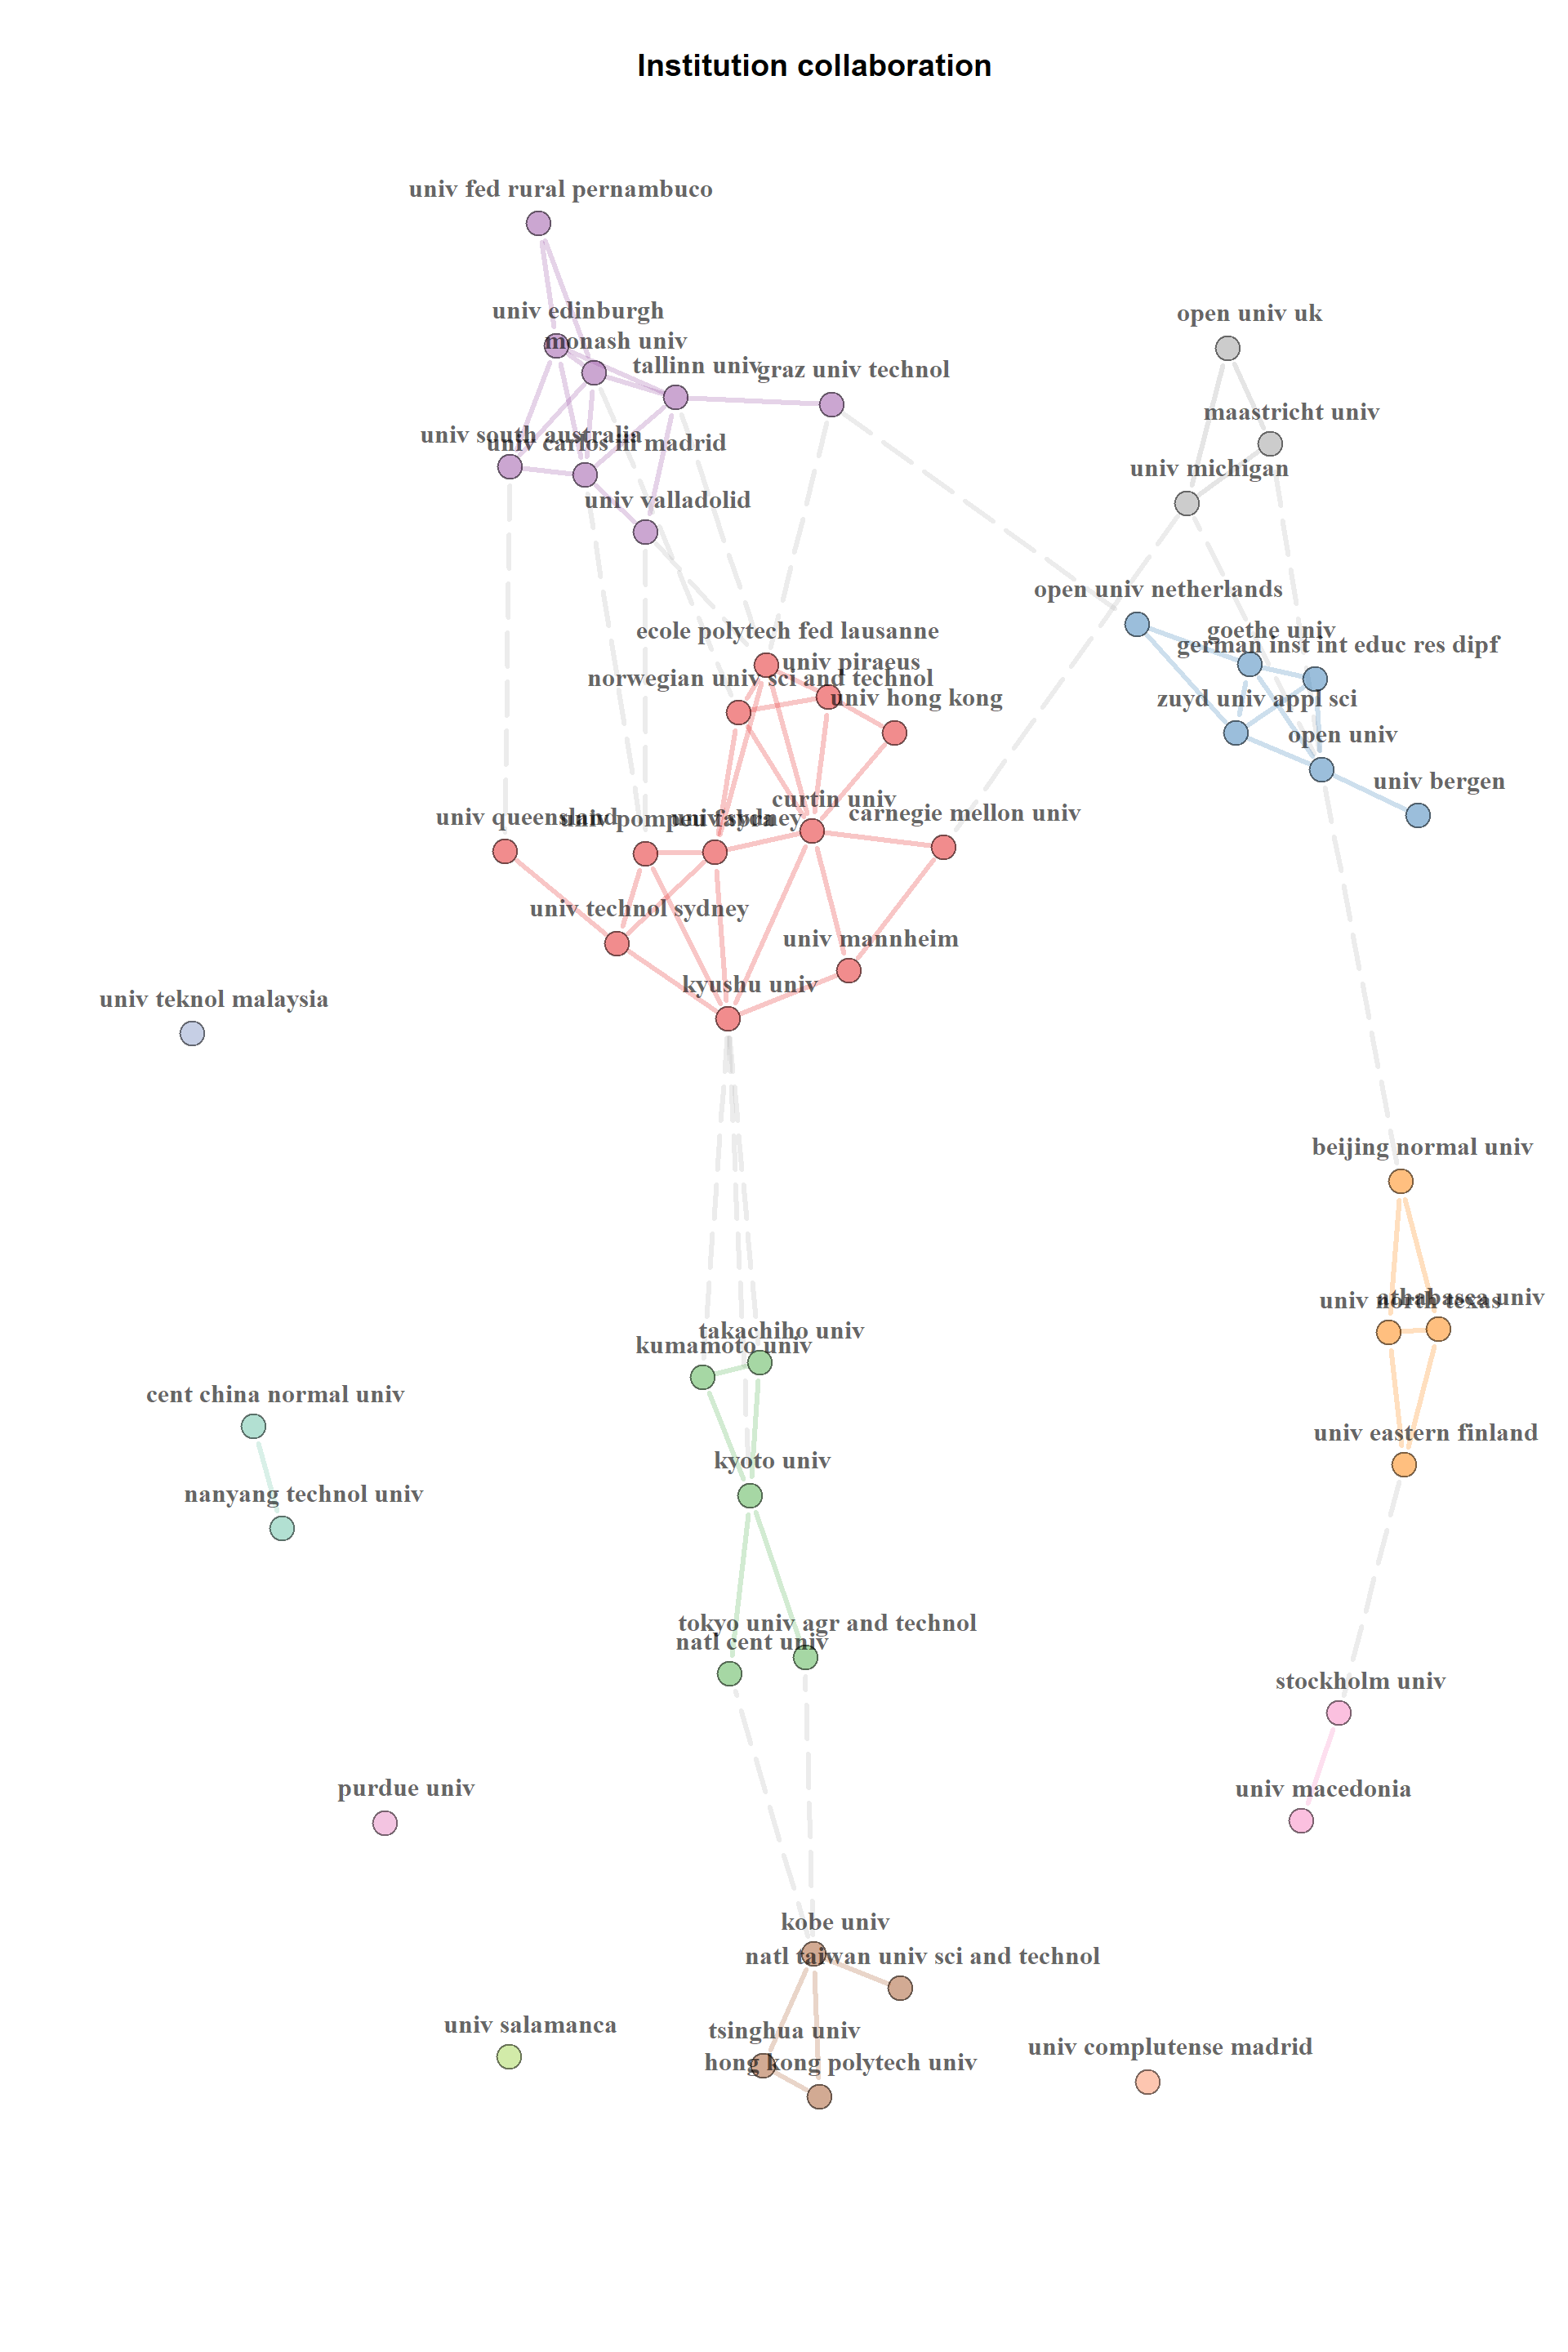 Institution collaboration
univ fed rural pernambuco
univ edinburgh
open univ uk
monash univ
tallinn univ
graz univ technol
maastricht univ
univ south australia
univ carlos iii madrid
univ michigan
univ valladolid
open univ netherlands
ecole polytech fed lausanne
goethe univ
german inst int educ res dipf
univ piraeus
norwegian univ sci and technol
univ hong kong
zuyd univ appl sci
open univ
univ bergen
curtin univ
carnegie mellon univ
univ queensland
univ pompeu fabra
univ sydney
univ technol sydney
univ mannheim
kyushu univ
univ teknol malaysia
beijing normal univ
athabasca univ
univ north texas
takachiho univ
kumamoto univ
cent china normal univ
univ eastern finland
kyoto univ
nanyang technol univ
tokyo univ agr and technol
natl cent univ
stockholm univ
purdue univ
univ macedonia
kobe univ
natl taiwan univ sci and technol
univ salamanca
tsinghua univ
univ complutense madrid
hong kong polytech univ